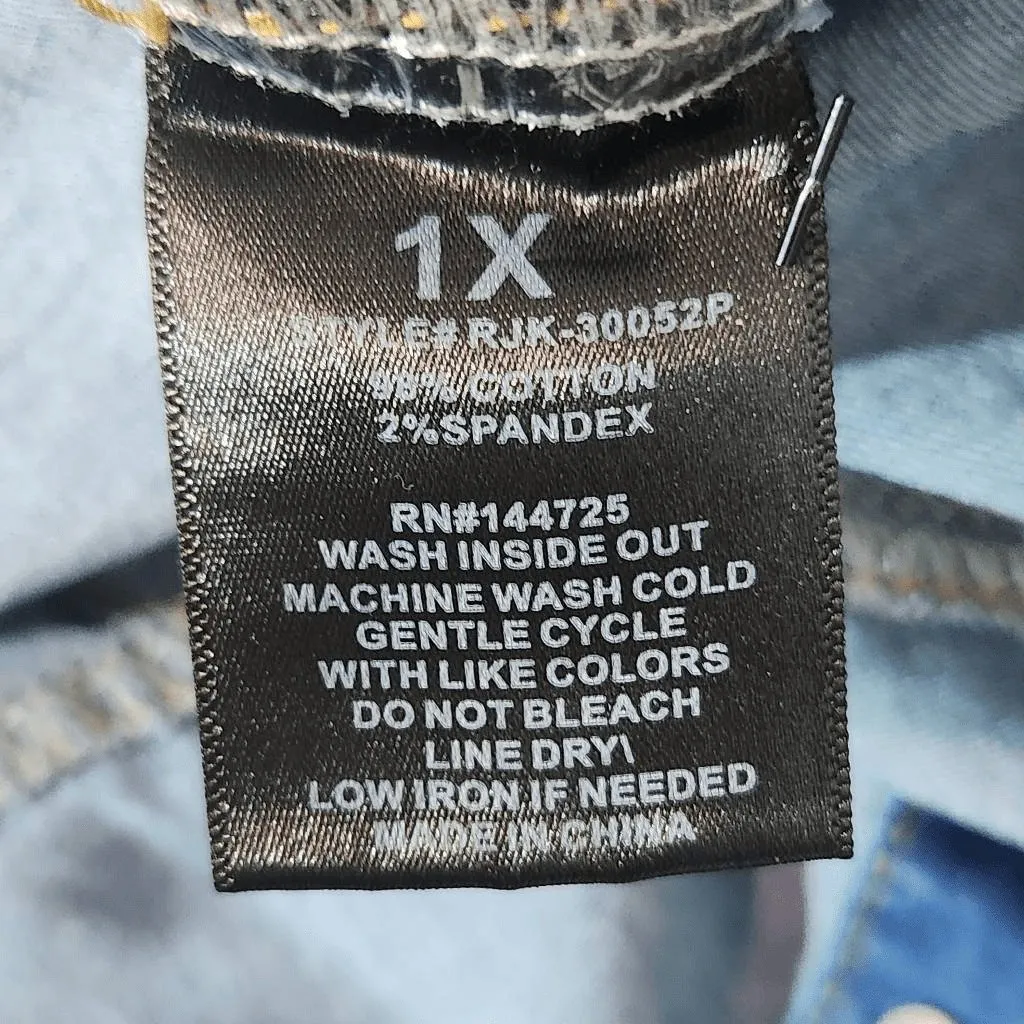 1X
STYLE# RJK-30052P
98% COTTON
2%SPANDEX
RN#144725
WASH INSIDE OUT
MACHINE WASH COLD
GENTLE CYCLE
WITH LIKE COLORS
DO NOT BLEACH
LINE DRY\
LOW IRON IF NEEDED
MADE IN CHINA